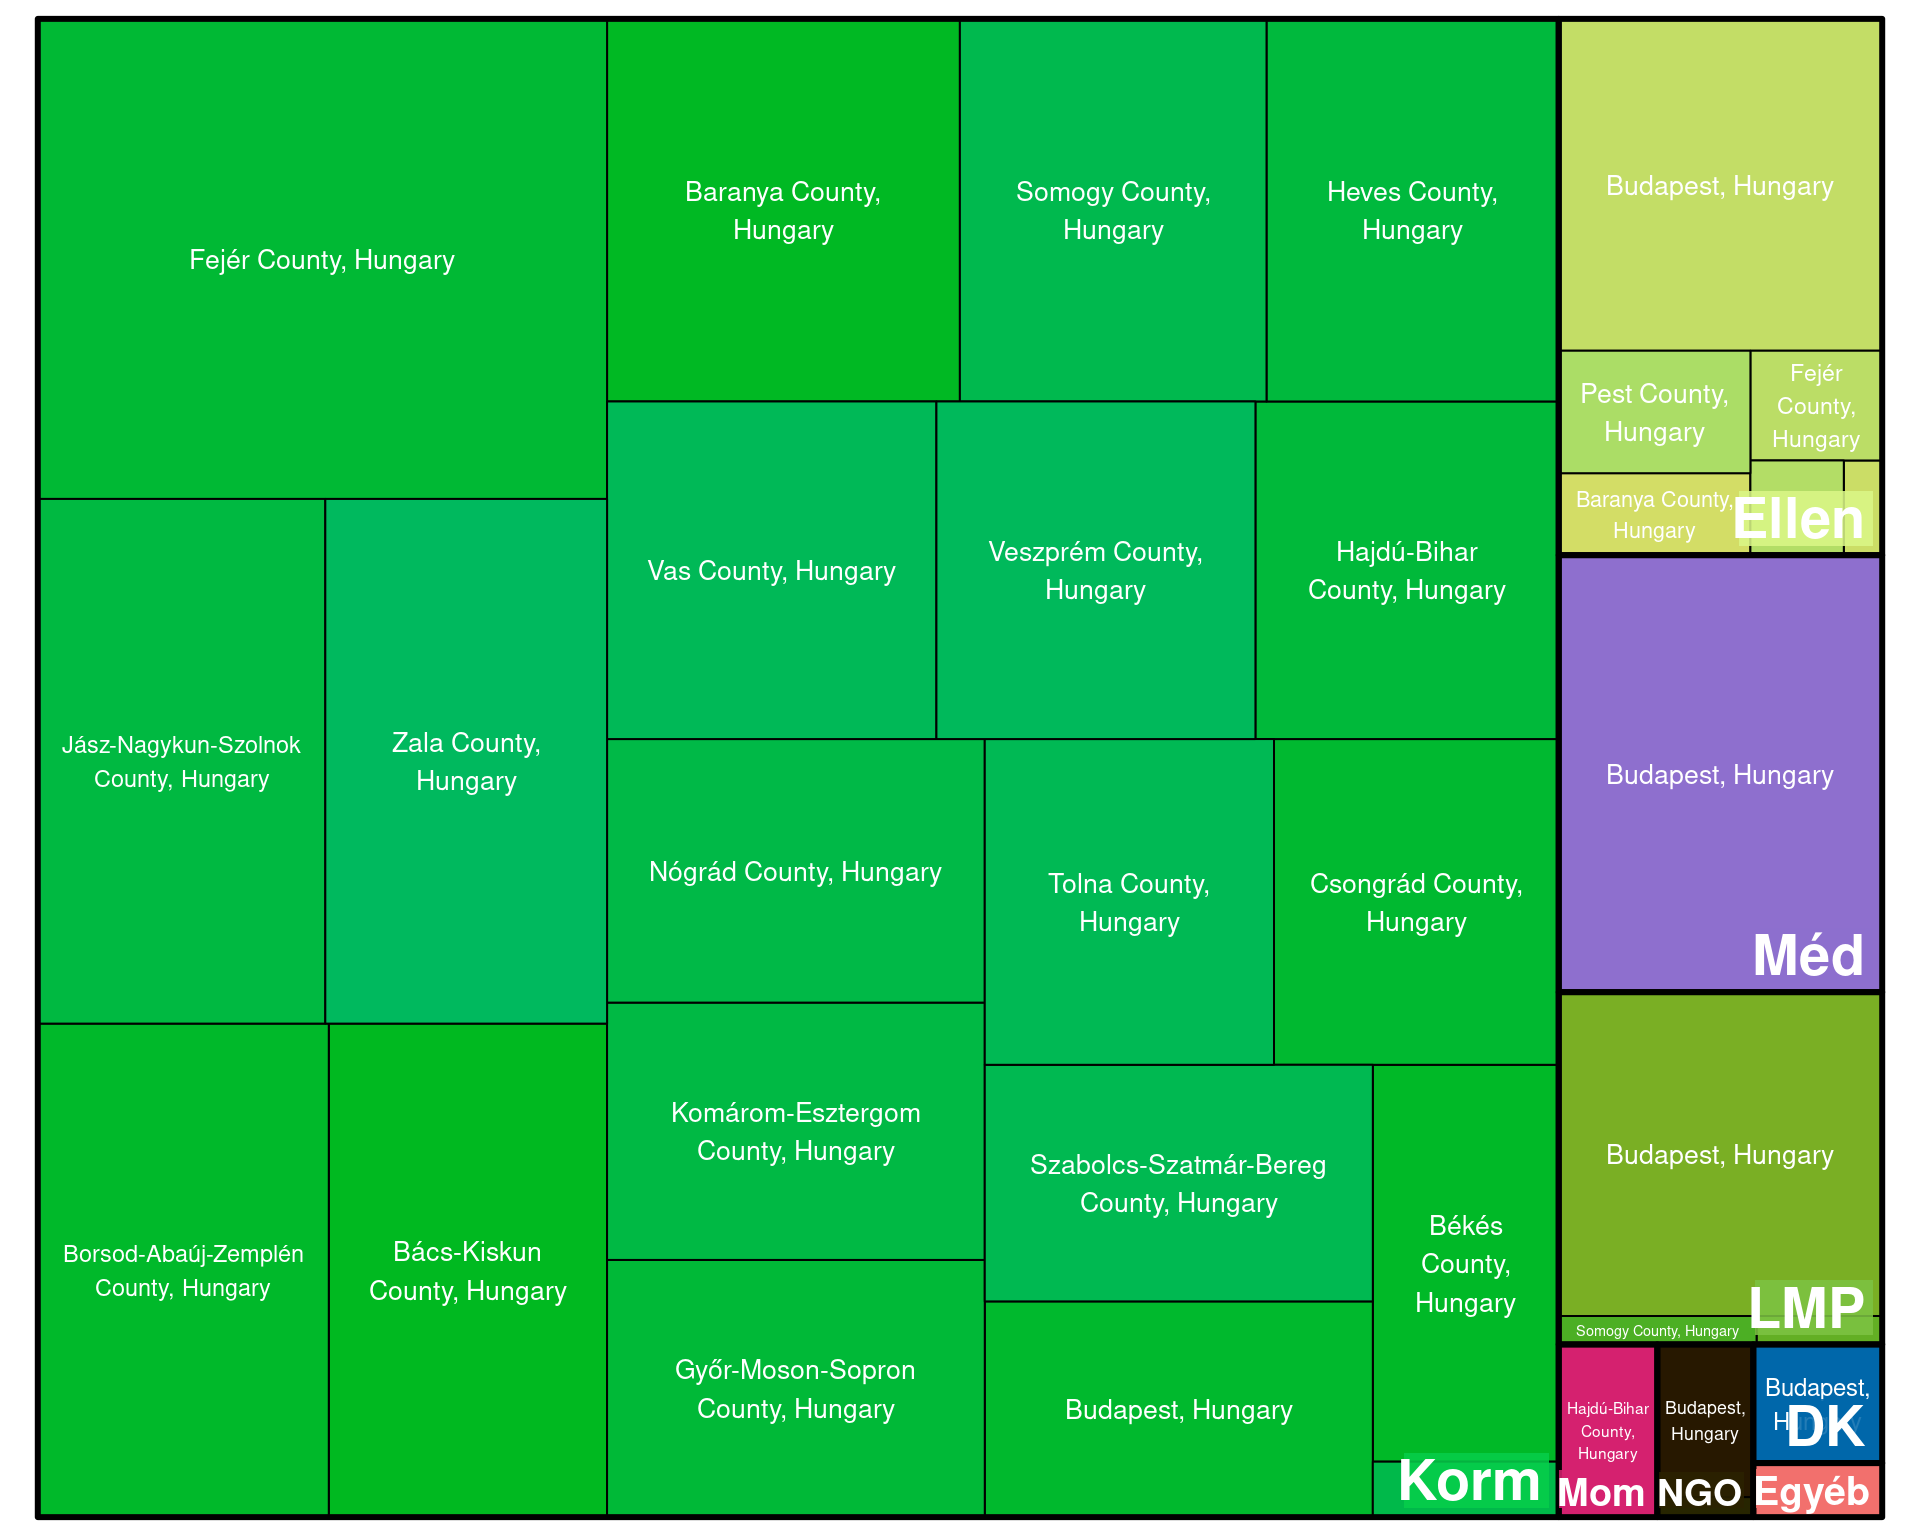 Fejér County, Hungary
Baranya County,
Hungary
Somogy County,
Hungary
Heves County,
Hungary
Jász-Nagykun-Szolnok
County, Hungary
Zala County,
Hungary
Vas County, Hungary
Veszprém County,
Hungary
Hajdú-Bihar
County, Hungary
Nógrád County, Hungary
Tolna County,
Hungary
Csongrád County,
Hungary
Borsod-Abaúj-Zemplén
County, Hungary
Bács-Kiskun
County, Hungary
Komárom-Esztergom
County, Hungary
Szabolcs-Szatmár-Bereg
County, Hungary
Békés
County,
Hungary
Győr-Moson-Sopron
County, Hungary
Budapest, Hungary
Korm
Budapest, Hungary
Pest County,
Hungary
Fejér
County,
Hungary
Baranya County,
Hungary
Ellen
Budapest, Hungary
Méd
Budapest, Hungary
LMP
Somogy County, Hungary
Hajdú-Bihar
County,
Hungary
Mom
Budapest,
Hungary
NGO
Budapest,
Hungary
DK
Egyéb